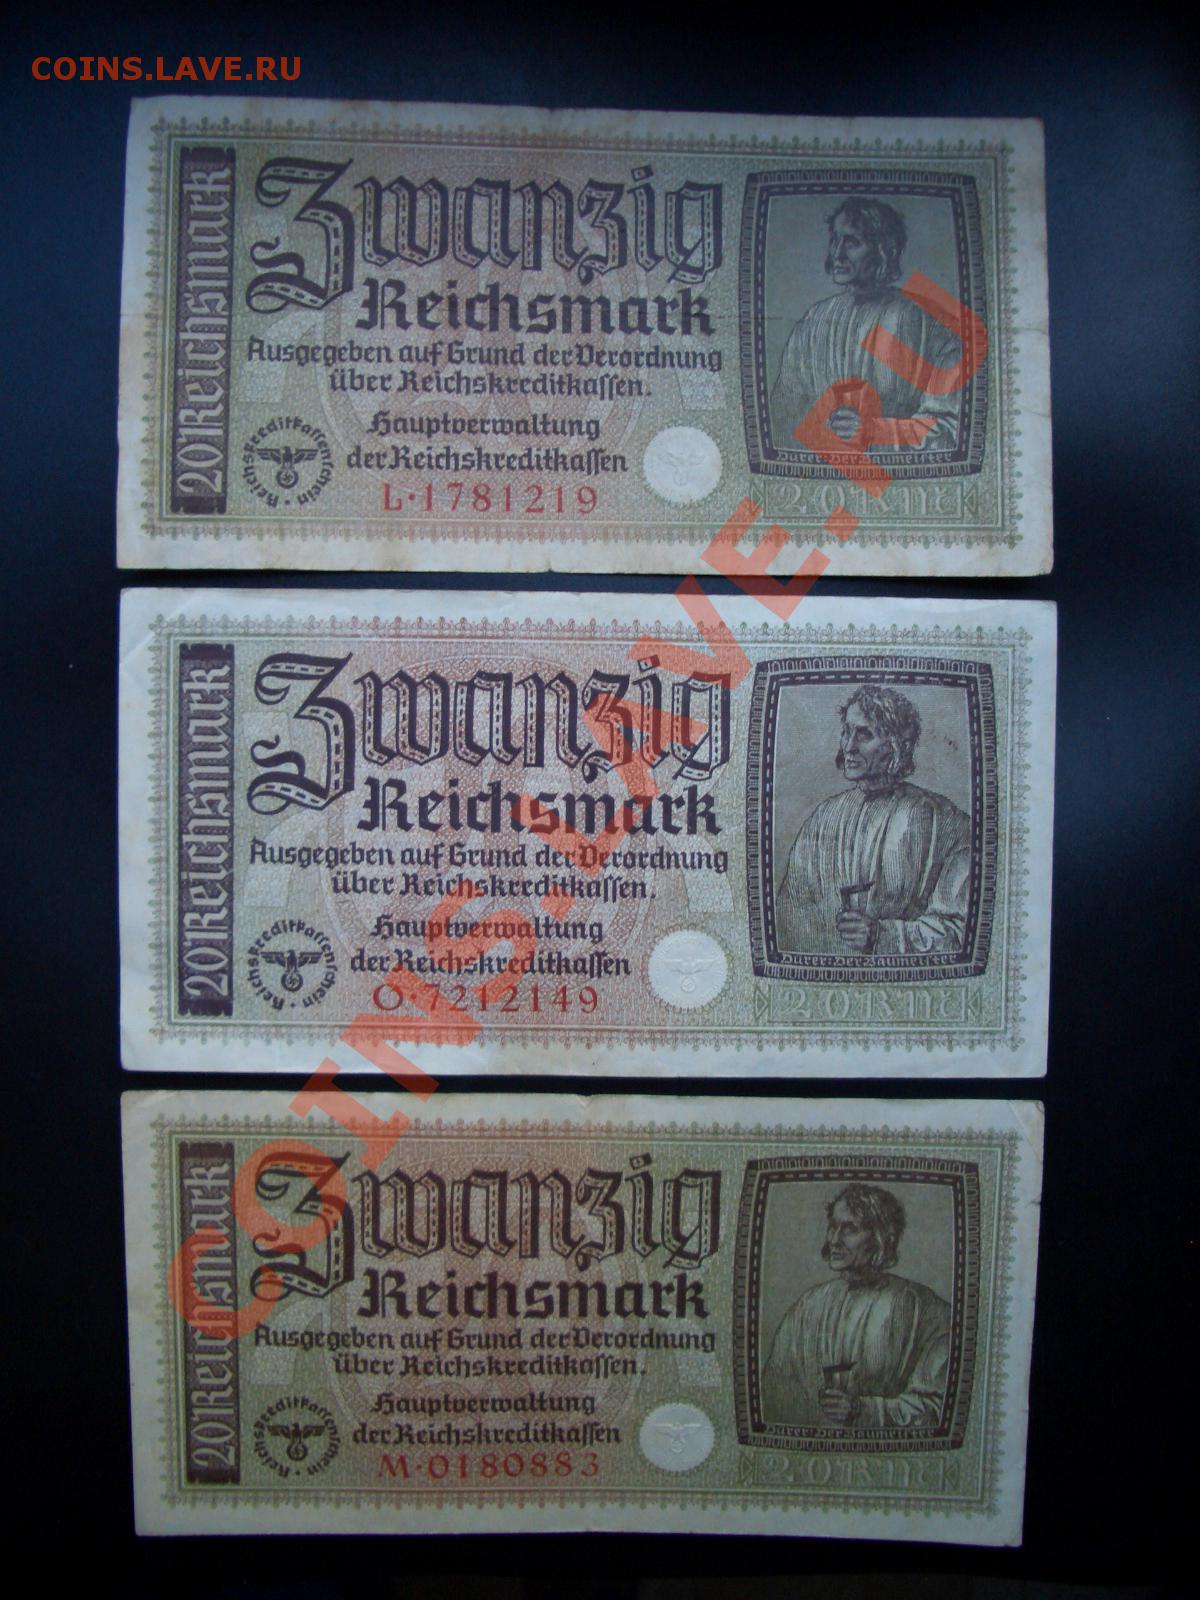 COINS.LAVE.RU
20 Reichsmark
Zwanzig
Reichsmark
Ausgegeben auf Grund der Verordnung
über Reichskreditkassen.
Hauptverwaltung
der Reichskreditkassen
Reichskreditkassenschein
L·1781219
Dürer: Der Baumeister
20 RM
20 Reichsmark
Zwanzig
Reichsmark
Ausgegeben auf Grund der Verordnung
über Reichskreditkassen.
Hauptverwaltung
der Reichskreditkassen
Reichskreditkassenschein
O·7212149
Dürer: Der Baumeister
20 RM
20 Reichsmark
Zwanzig
Reichsmark
Ausgegeben auf Grund der Verordnung
über Reichskreditkassen.
Hauptverwaltung
der Reichskreditkassen
Reichskreditkassenschein
M·0180883
Dürer: Der Baumeister
20 RM
COINS.LAVE.RU